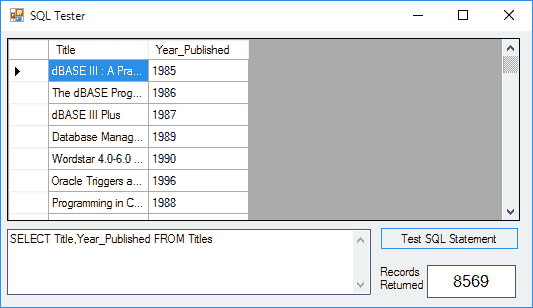 SQL Tester
Title Year_Published
dBASE III : A Pra... 1985
The dBASE Prog... 1986
dBASE III Plus 1987
Database Manag... 1989
Wordstar 4.0-6.0 ... 1990
Oracle Triggers a... 1996
Programming in C... 1988
SELECT Title,Year_Published FROM Titles
Test SQL Statement
Records
Returned
8569